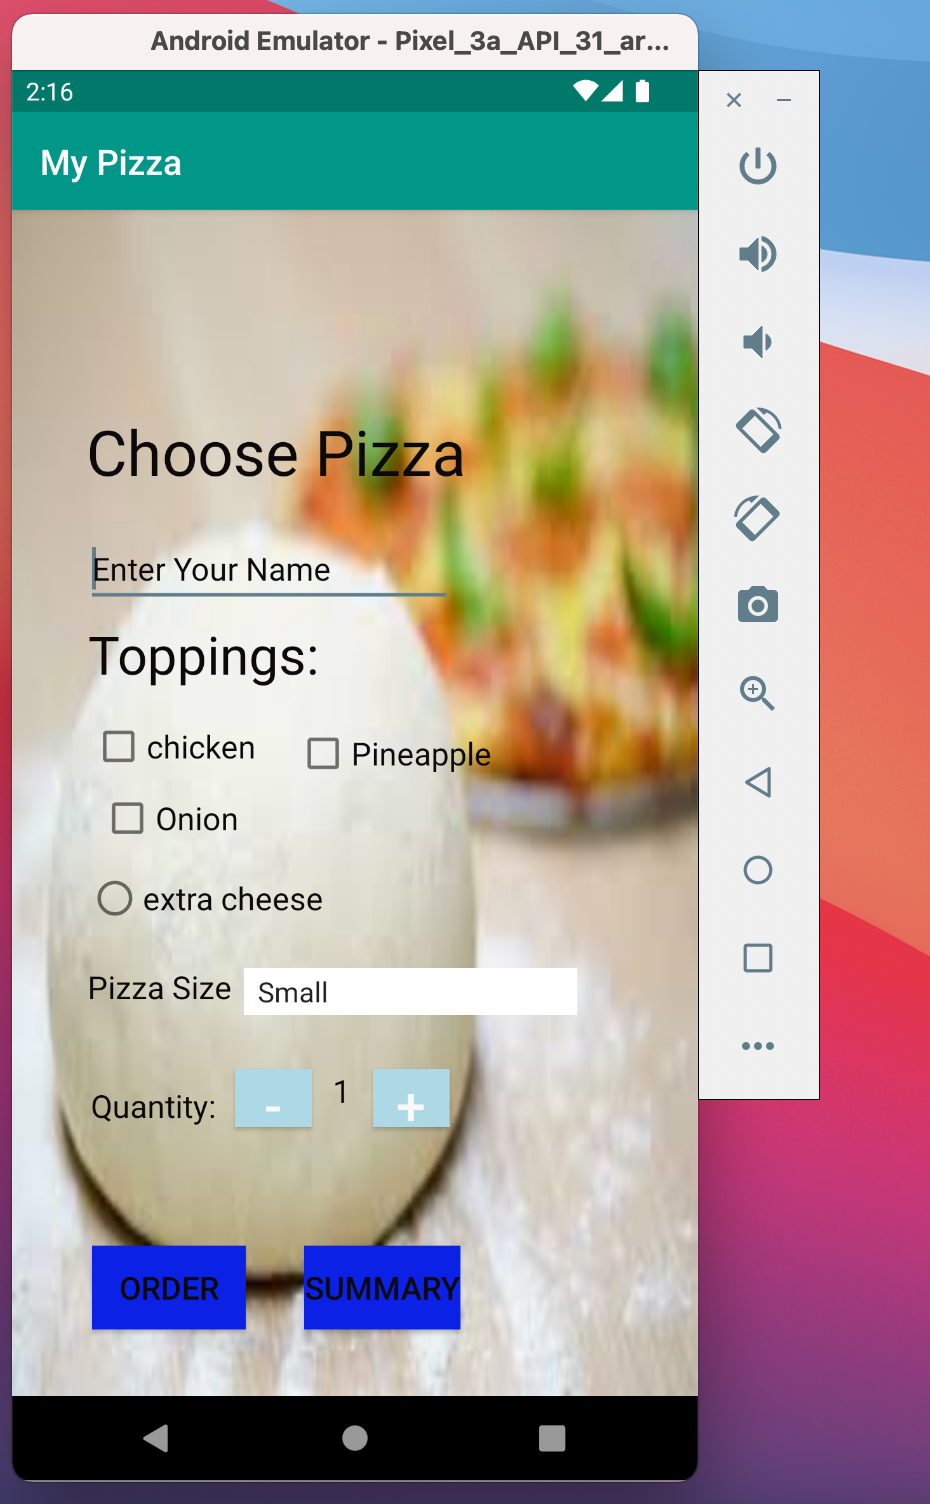 Android Emulator - Pixel_3a_API_31_ar...
2:16
My Pizza
Choose Pizza
Enter Your Name
Toppings:
chicken
Pineapple
Onion
extra cheese
Pizza Size
Small
Quantity:
-
1
+
ORDER
SUMMARY